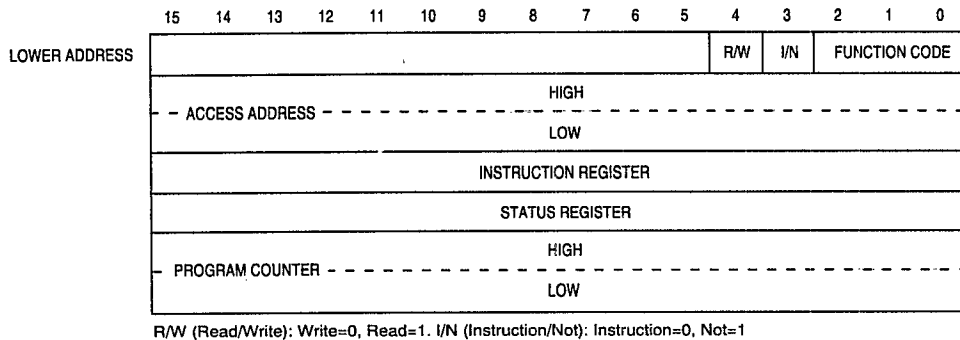 15 14 13 12 11 10 9 8 7 6 5 4 3 2 1 0
LOWER ADDRESS R/W I/N FUNCTION CODE
HIGH
ACCESS ADDRESS
LOW
INSTRUCTION REGISTER
STATUS REGISTER
HIGH
PROGRAM COUNTER
LOW
R/W (Read/Write): Write=0, Read=1. I/N (Instruction/Not): Instruction=0, Not=1